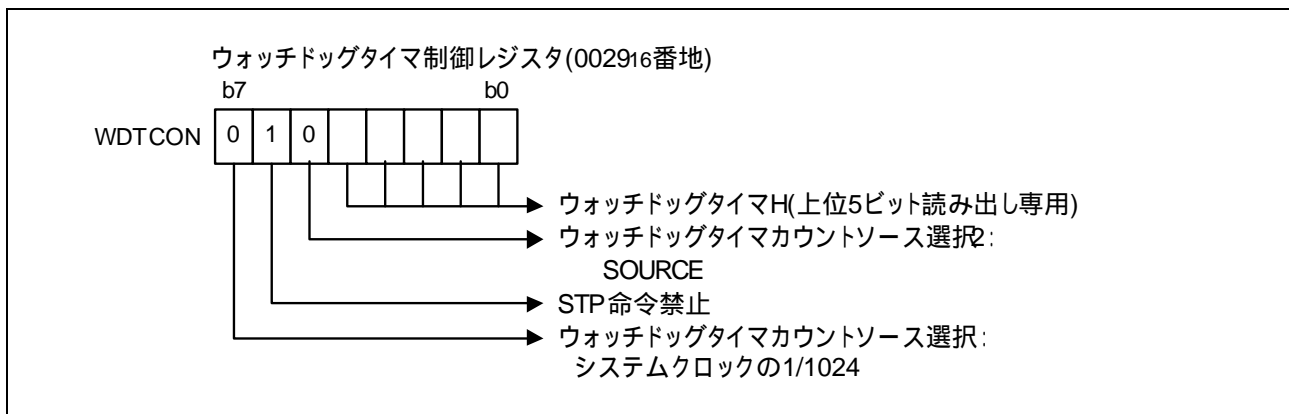 ウォッチドッグタイマ制御レジスタ(002916番地)
b7 b0
WDTCON 0 1 0
ウォッチドッグタイマH(上位5ビット読み出し専用)
ウォッチドッグタイマカウントソース選択2:
SOURCE
STP命令禁止
ウォッチドッグタイマカウントソース選択:
システムクロックの1/1024